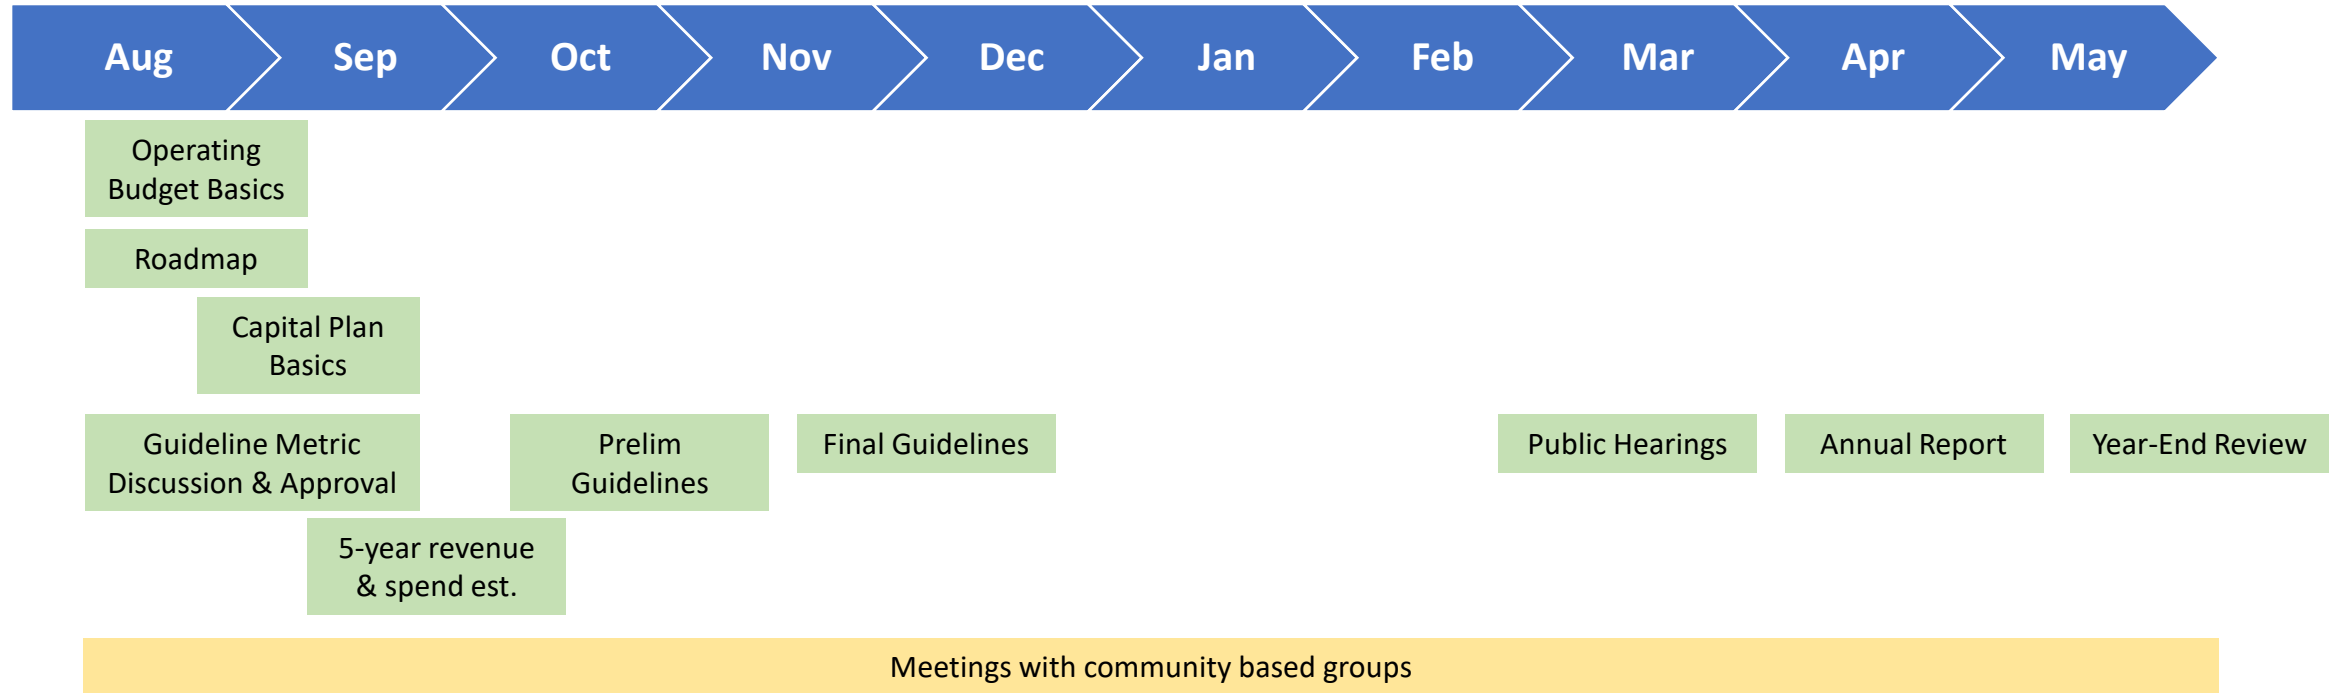 Aug Sep Oct Nov Dec Jan Feb Mar Apr May
Operating
Budget Basics
Roadmap
Capital Plan
Basics
Guideline Metric
Discussion & Approval
Prelim
Guidelines
Final Guidelines
Public Hearings
Annual Report
Year-End Review
5-year revenue
& spend est.
Meetings with community based groups